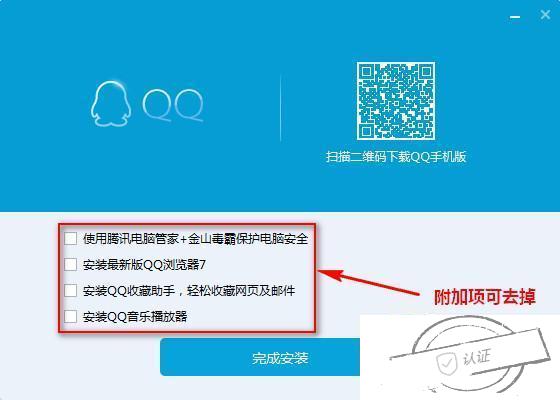 QQ
扫描二维码下载QQ手机版
使用腾讯电脑管家+金山毒霸保护电脑安全
安装最新版QQ浏览器7
安装QQ收藏助手，轻松收藏网页及邮件
附加项可去掉
安装QQ音乐播放器
完成安装
认证